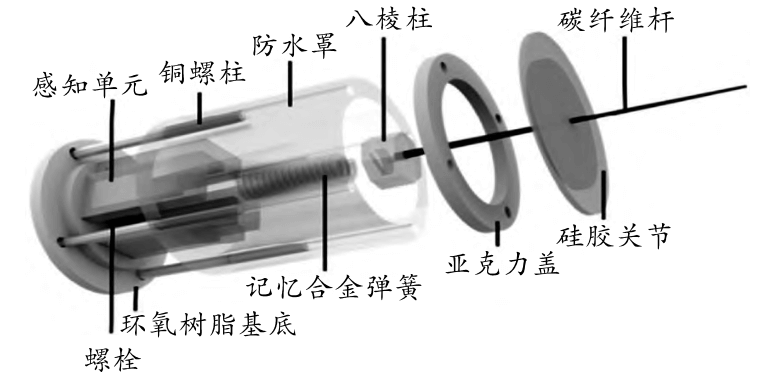 八棱柱
碳纤维杆
防水罩
铜螺柱
感知单元
硅胶关节
亚克力盖
记忆合金弹簧
环氧树脂基底
螺栓